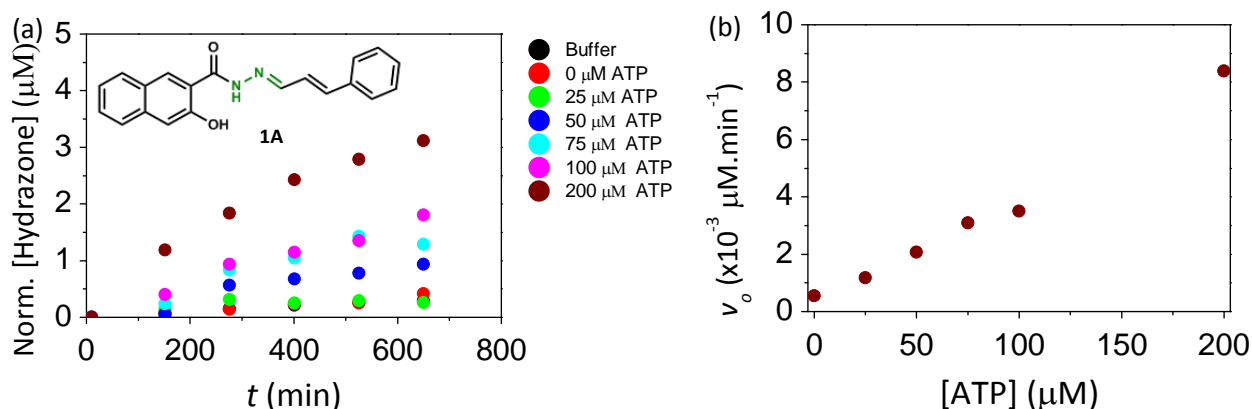 (a)
Norm. [Hydrazone] (μM)
5
4
3
2
1
0
0 200 400 600 800
t (min)
O
N
H
N
OH
1A
Buffer
0 μM ATP
25 μM ATP
50 μM ATP
75 μM ATP
100 μM ATP
200 μM ATP
(b)
v₀ (x10⁻³ μM.min⁻¹)
10
8
6
4
2
0
0 50 100 150 200
[ATP] (μM)